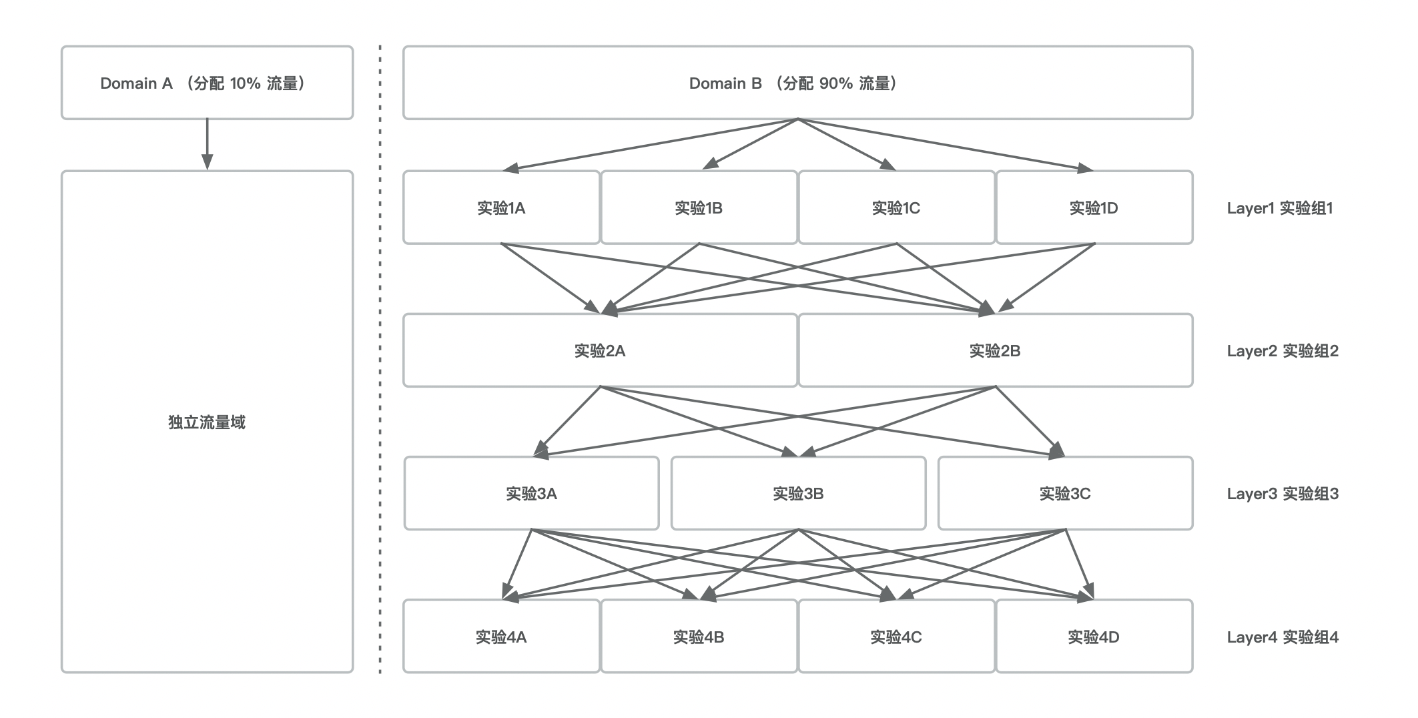 Domain A （分配 10% 流量）
Domain B （分配 90% 流量）
实验1A
实验1B
实验1C
实验1D
Layer1 实验组1
实验2A
实验2B
Layer2 实验组2
独立流量域
实验3A
实验3B
实验3C
Layer3 实验组3
实验4A
实验4B
实验4C
实验4D
Layer4 实验组4